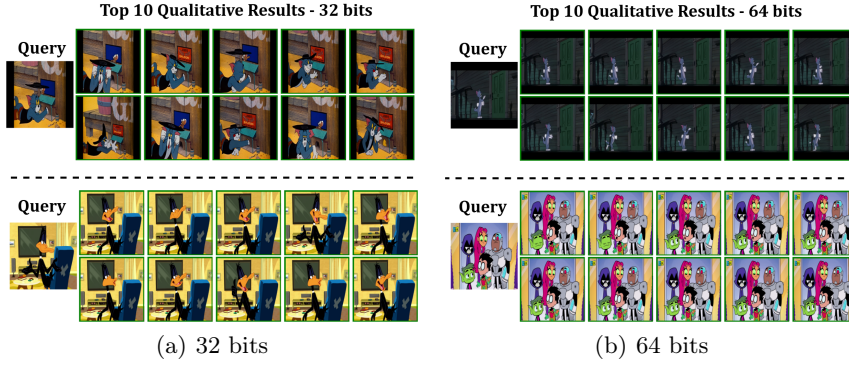 Top 10 Qualitative Results - 32 bits
Query
Query
(a) 32 bits
Top 10 Qualitative Results - 64 bits
Query
Query
(b) 64 bits